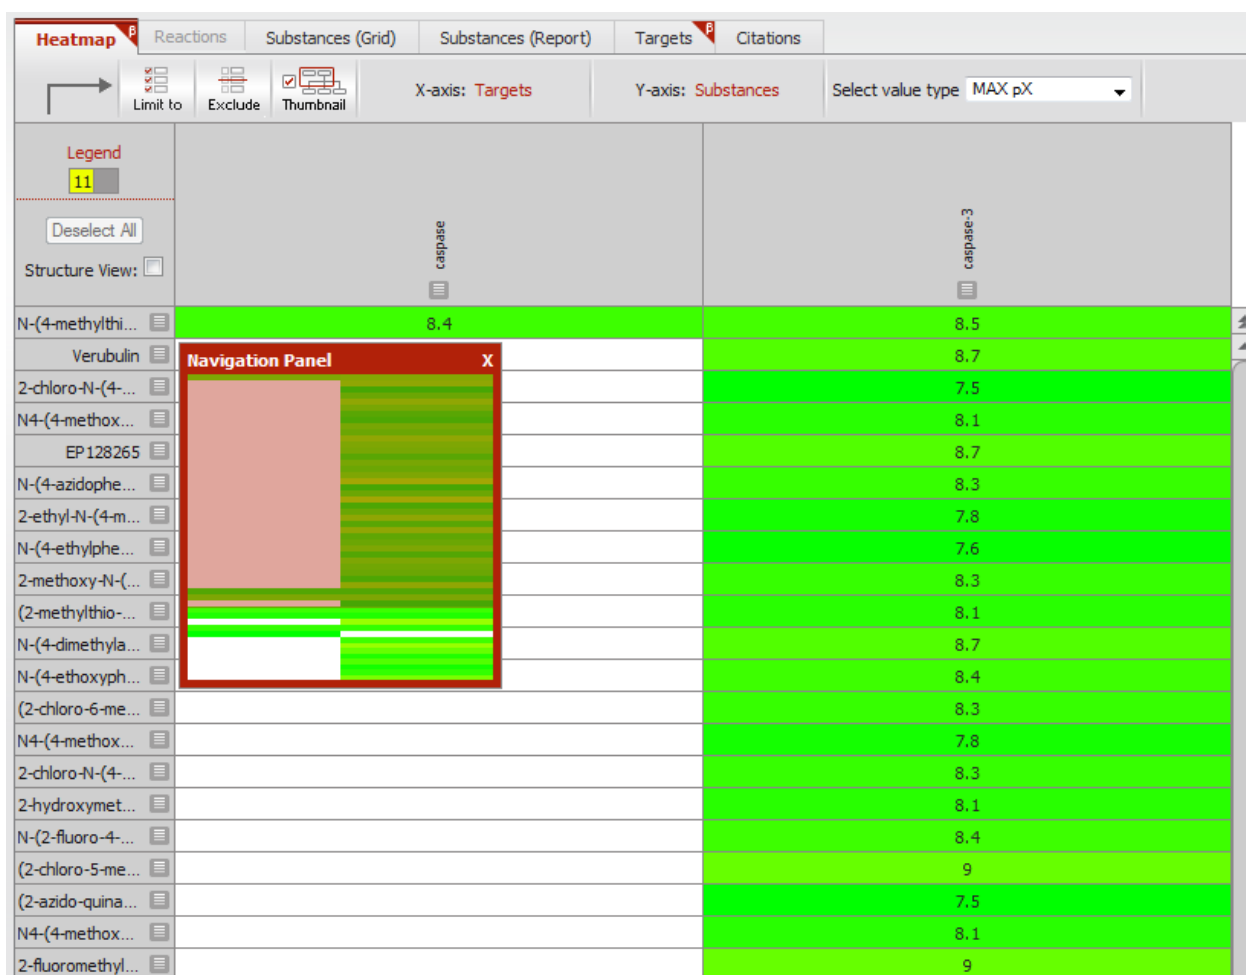 Heatmap β Reactions Substances (Grid) Substances (Report) Targets β Citations
Limit to Exclude Thumbnail X-axis: Targets Y-axis: Substances Select value type MAX pX
Legend
11
Deselect All
Structure View:
caspase
caspase-3
N-(4-methylthi... 8.4 8.5
Verubulin 8.7
Navigation Panel X
2-chloro-N-(4-... 7.5
N4-(4-methox... 8.1
EP128265 8.7
N-(4-azidophe... 8.3
2-ethyl-N-(4-m... 7.8
N-(4-ethylphe... 7.6
2-methoxy-N-(... 8.3
(2-methylthio-... 8.1
N-(4-dimethyla... 8.7
N-(4-ethoxyph... 8.4
(2-chloro-6-me... 8.3
N4-(4-methox... 7.8
2-chloro-N-(4-... 8.3
2-hydroxymet... 8.1
N-(2-fluoro-4-... 8.4
(2-chloro-5-me... 9
(2-azido-quina... 7.5
N4-(4-methox... 8.1
2-fluoromethyl... 9